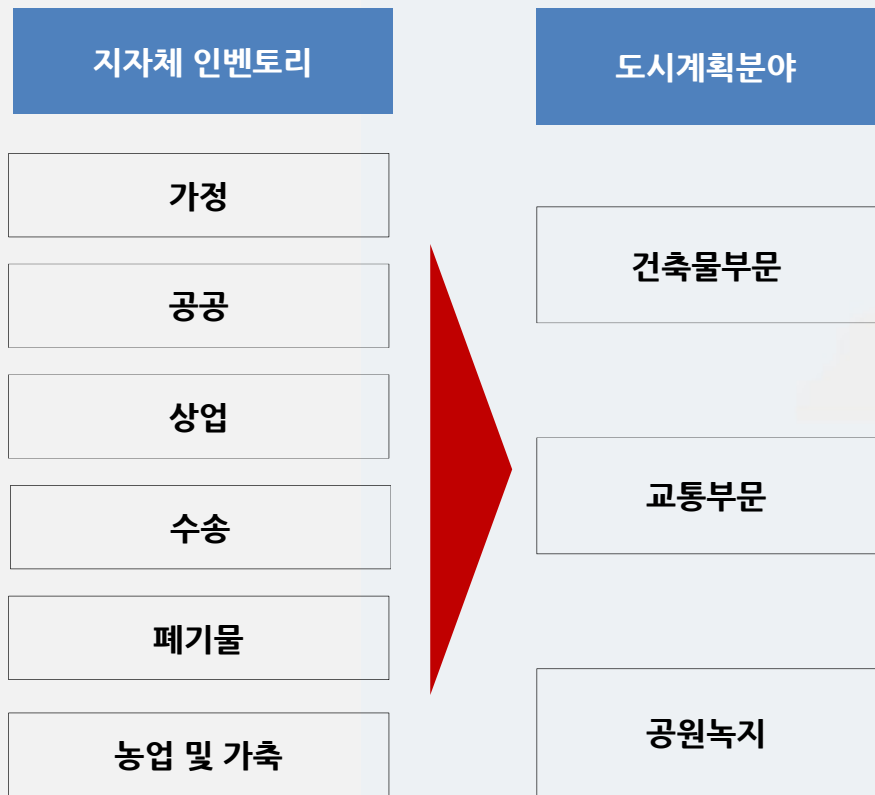 지자체 인벤토리
가정
공공
상업
수송
폐기물
농업 및 가축
도시계획분야
건축물부문
교통부문
공원녹지